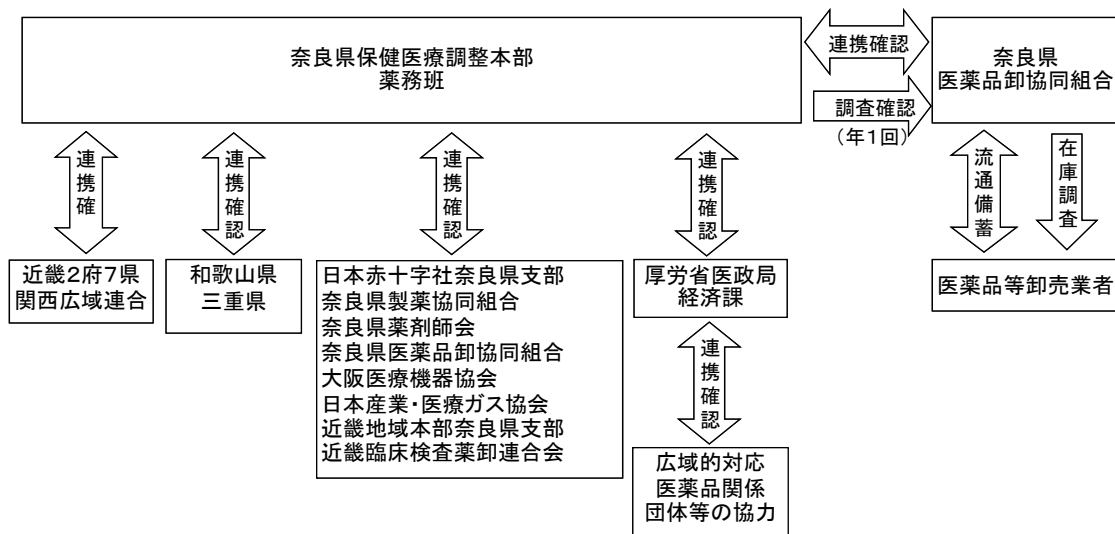 奈良県保健医療調整本部
薬務班
連携確認
調査確認
(年1回)
奈良県
医薬品卸協同組合
連携確
連携確認
連携確認
連携確認
流通備蓄
在庫調査
近畿2府7県
関西広域連合
和歌山県
三重県
日本赤十字社奈良県支部
奈良県製薬協同組合
奈良県薬剤師会
奈良県医薬品卸協同組合
大阪医療機器協会
日本産業・医療ガス協会
近畿地域本部奈良県支部
近畿臨床検査薬卸連合会
厚労省医政局
経済課
医薬品等卸売業者
連携確認
広域的対応
医薬品関係
団体等の協力